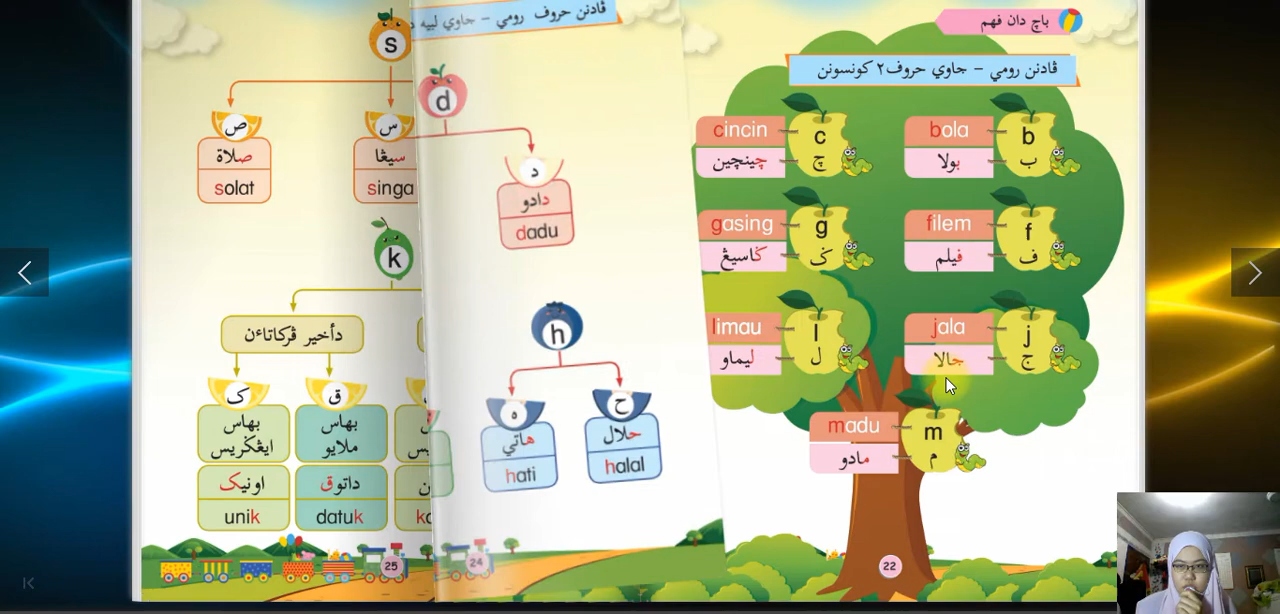 باچ دان فهم
ڤادنن رومي – جاوي حروف٢ کونسونن
b
ب
bola
بولا
c
چ
cincin
چينچين
f
ف
filem
فيلم
g
ݢ
gasing
ݢاسيڠ
j
ج
jala
جالا
l
ل
limau
ليماو
m
م
madu
مادو
22
ڤادنن حروف رومي – جاوي لبيه د
d
د
دادو
dadu
h
ح
حلال
halal
ه
هاتي
hati
24
s
س
سيڠا
singa
ص
صلاة
solat
k
دأخير ڤرکاتاءن
ق
بهاس
ملايو
داتوق
datuk
ک
بهاس
ايڠݢريس
اونيک
unik
25